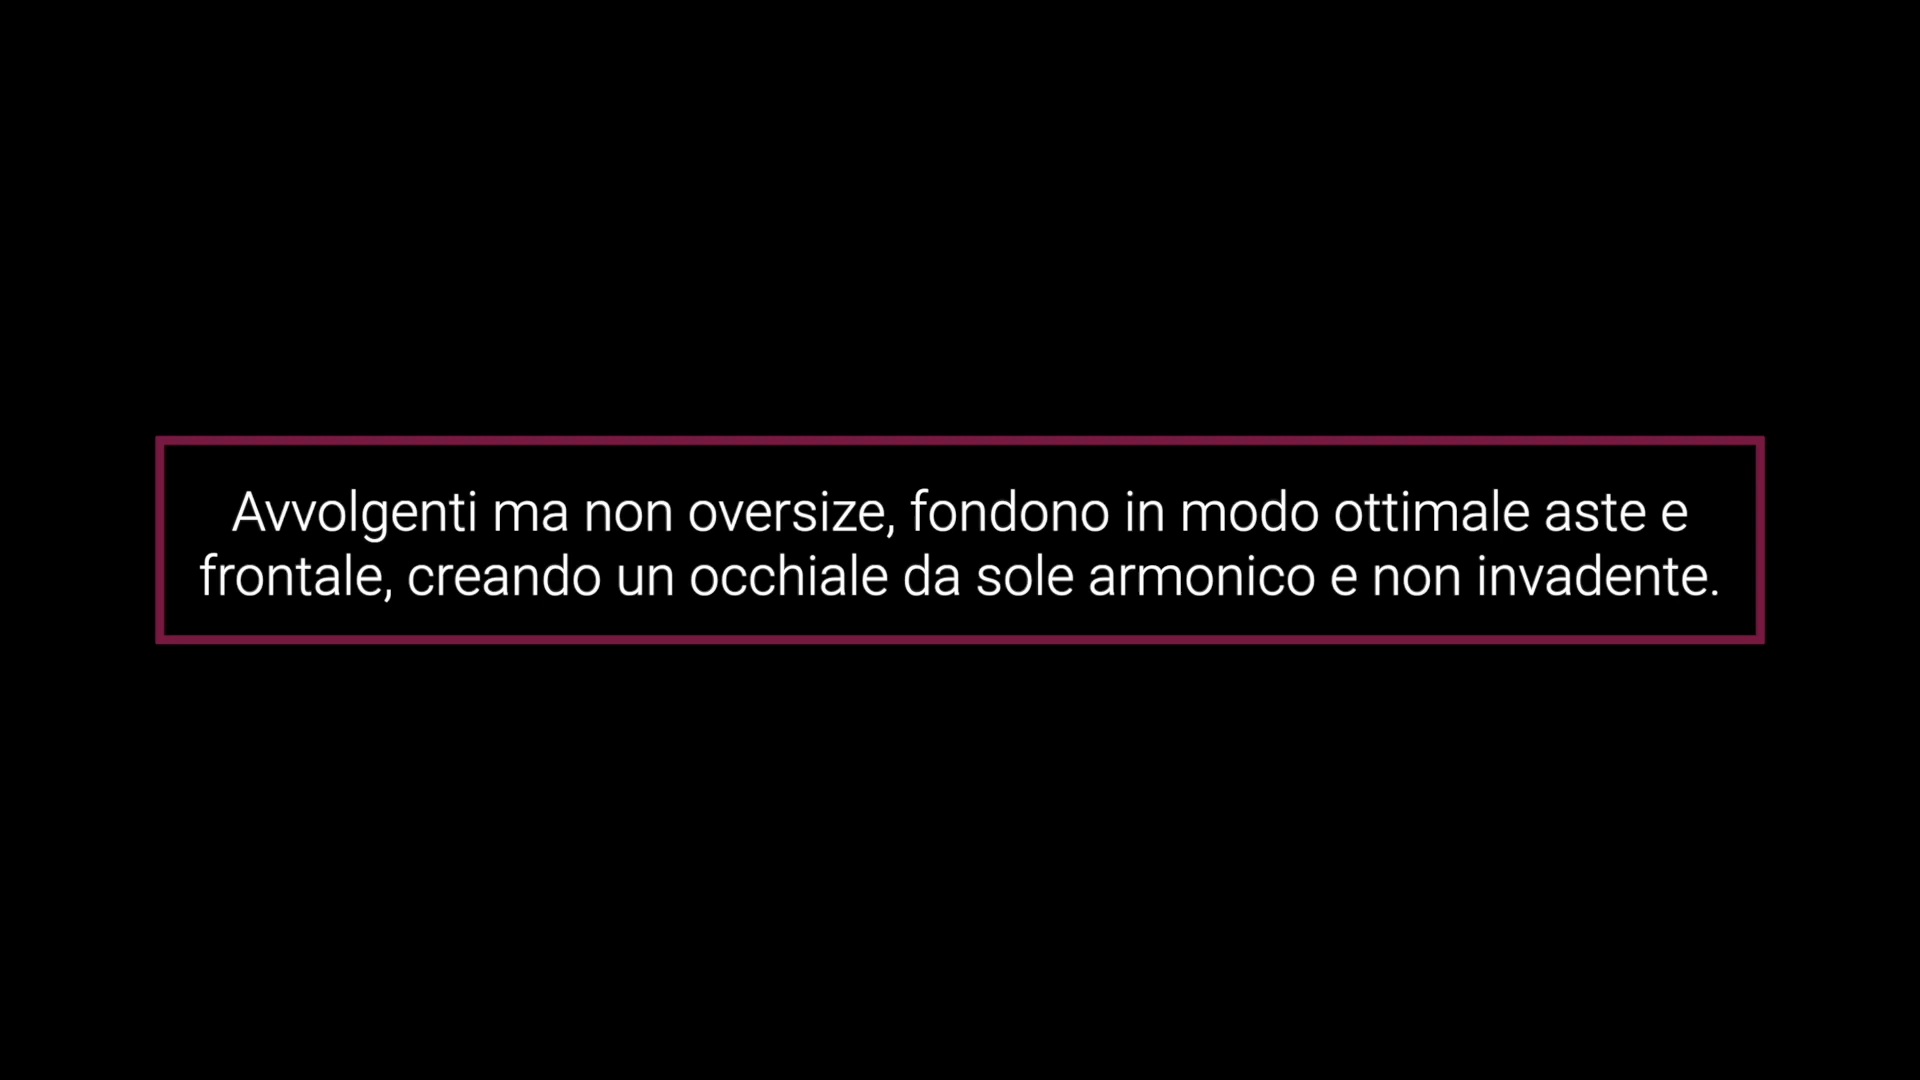 Avvolgenti ma non oversize, fondono in modo ottimale aste e
frontale, creando un occhiale da sole armonico e non invadente.